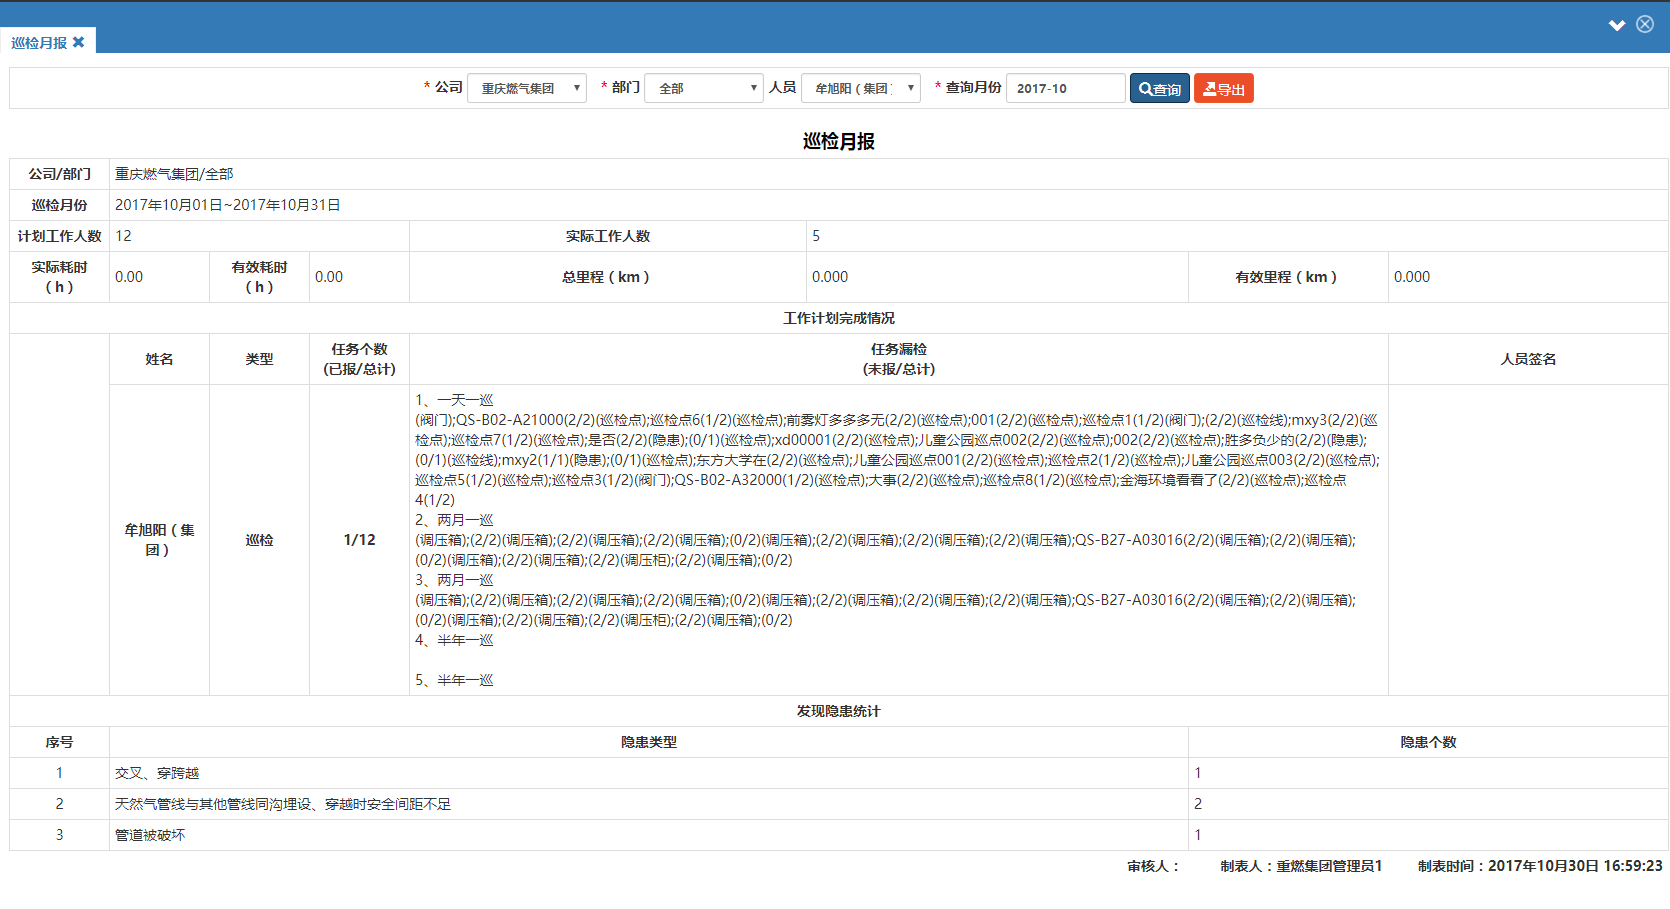 巡检月报
* 公司 重庆燃气集团 * 部门 全部 人员 牟旭阳（集团） * 查询月份 2017-10 查询 导出
巡检月报
公司/部门 重庆燃气集团/全部
巡检月份 2017年10月01日~2017年10月31日
计划工作人数 12 实际工作人数 5
实际耗时（h） 0.00 有效耗时（h） 0.00 总里程（km） 0.000 有效里程（km） 0.000
工作计划完成情况
姓名 类型 任务个数 (已报/总计) 任务漏检 (未报/总计) 人员签名
牟旭阳（集团） 巡检 1/12
1、一天一巡
(阀门);QS-B02-A21000(2/2)(巡检点);巡检点6(1/2)(巡检点);前雾灯多多多无(2/2)(巡检点);001(2/2)(巡检点);巡检点1(1/2)(阀门);(2/2)(巡检线);mxy3(2/2)(巡
检点);巡检点7(1/2)(巡检点);是否(2/2)(隐患);(0/1)(巡检点);xd00001(2/2)(巡检点);儿童公园巡点002(2/2)(巡检点);002(2/2)(巡检点);胜多负少的(2/2)(隐患);
(0/1)(巡检线);mxy2(1/1)(隐患);(0/1)(巡检点);东方大学在(2/2)(巡检点);儿童公园巡点001(2/2)(巡检点);巡检点2(1/2)(巡检点);儿童公园巡点003(2/2)(巡检点);
巡检点5(1/2)(巡检点);巡检点3(1/2)(阀门);QS-B02-A32000(1/2)(巡检点);大事(2/2)(巡检点);巡检点8(1/2)(巡检点);金海环境看看了(2/2)(巡检点);巡检点
4(1/2)
2、两月一巡
(调压箱);(2/2)(调压箱);(2/2)(调压箱);(2/2)(调压箱);(0/2)(调压箱);(2/2)(调压箱);(2/2)(调压箱);(2/2)(调压箱);QS-B27-A03016(2/2)(调压箱);(2/2)(调压箱);
(0/2)(调压箱);(2/2)(调压箱);(2/2)(调压柜);(2/2)(调压箱);(0/2)
3、两月一巡
(调压箱);(2/2)(调压箱);(2/2)(调压箱);(2/2)(调压箱);(0/2)(调压箱);(2/2)(调压箱);(2/2)(调压箱);(2/2)(调压箱);QS-B27-A03016(2/2)(调压箱);(2/2)(调压箱);
(0/2)(调压箱);(2/2)(调压箱);(2/2)(调压柜);(2/2)(调压箱);(0/2)
4、半年一巡
5、半年一巡
发现隐患统计
序号 隐患类型 隐患个数
1 交叉、穿跨越 1
2 天然气管线与其他管线同沟埋设、穿越时安全间距不足 2
3 管道被破坏 1
审核人： 制表人：重燃集团管理员1 制表时间：2017年10月30日 16:59:23